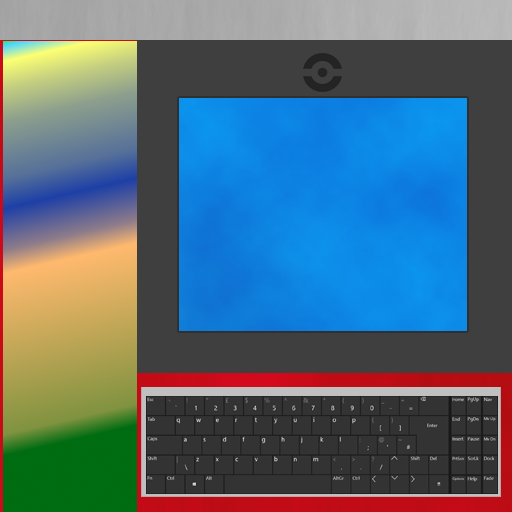 Esc 1 2 3 4 5 6 7 8 9 0 - = Home PgUp Nav
Tab q w e r t y u i o p [ ] Enter End PgDn Mv Up
Caps a s d f g h j k l ; ' # Insert Pause Mv Dn
Shift \ z x c v b n m , . / Shift Del PrtScn ScrLk Dock
Fn Ctrl Alt AltGr Ctrl Options Help Fade